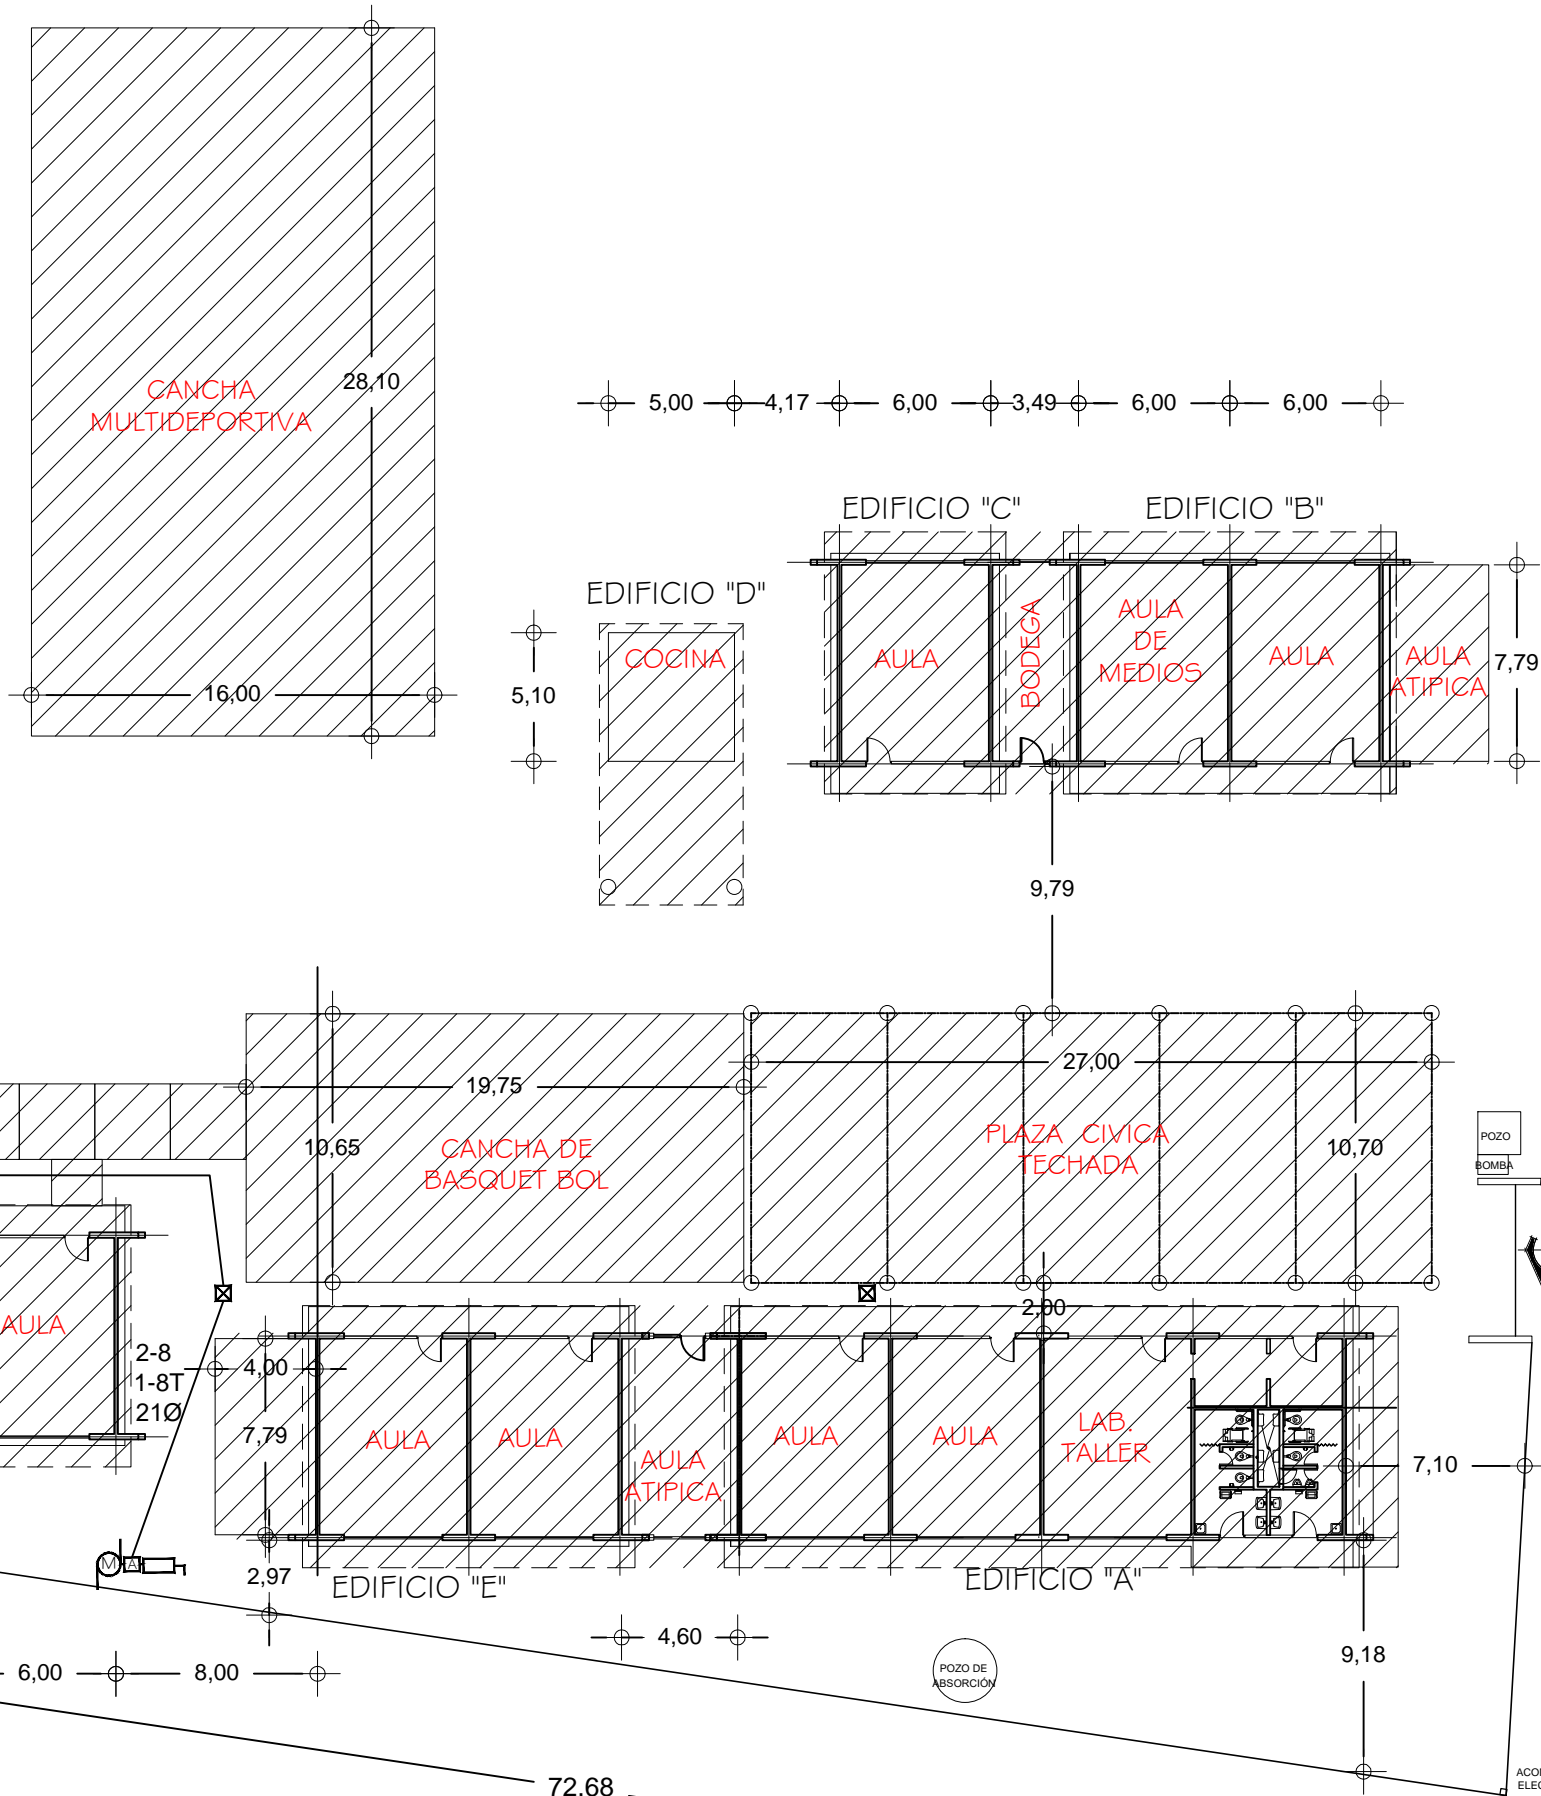 28,10
CANCHA
MULTIDEPORTIVA
16,00
5,00
4,17
6,00
3,49
6,00
6,00
EDIFICIO "C"
EDIFICIO "B"
EDIFICIO "D"
COCINA
5,10
AULA
BODEGA
AULA
DE
MEDIOS
AULA
AULA
ATIPICA
7,79
9,79
19,75
10,65
CANCHA DE
BASQUET BOL
27,00
PLAZA CIVICA
TECHADA
10,70
POZO
BOMBA
2,00
AULA
2-8
1-8T
21Ø
4,00
7,79
AULA
AULA
AULA
ATIPICA
AULA
AULA
LAB.
TALLER
7,10
M
A
2,97
EDIFICIO "E"
EDIFICIO "A"
4,60
6,00
8,00
POZO DE
ABSORCIÓN
9,18
72.68